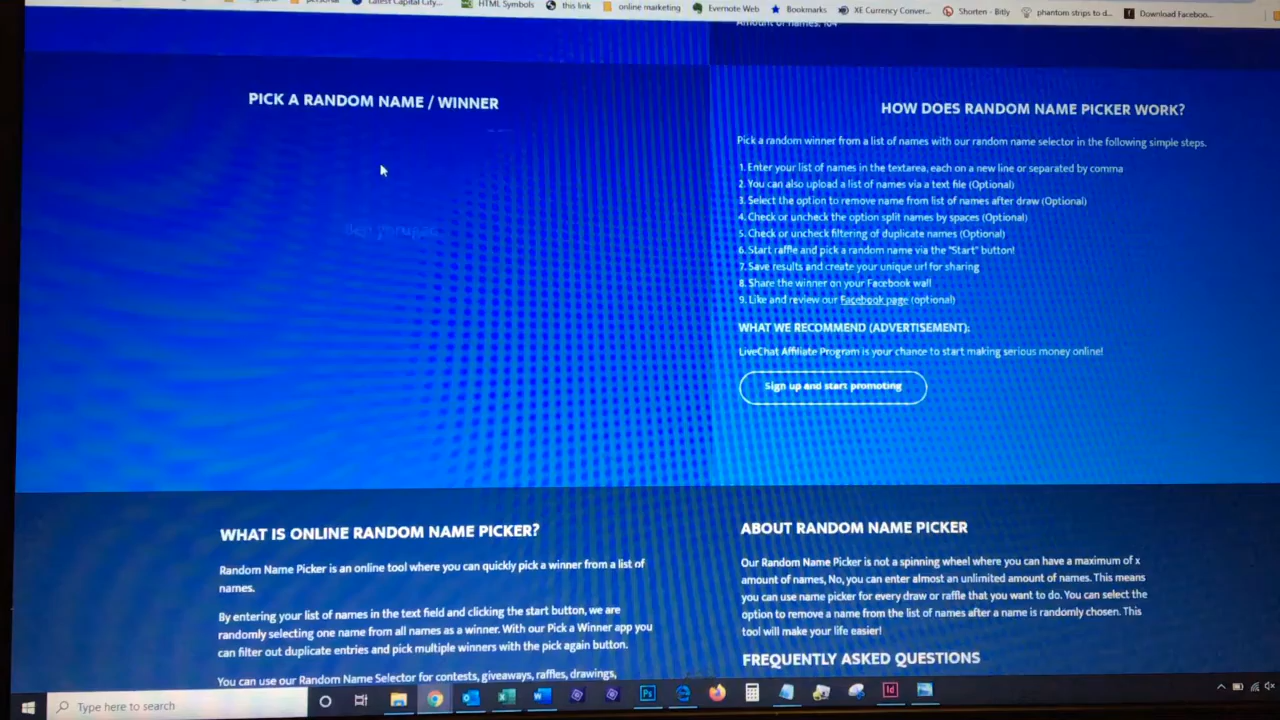 Latest Capital City...
HTML Symbols
this link
online marketing
Evernote Web
Bookmarks
XE Currency Conver...
Shorten - Bitly
phantom strips to d...
Download Faceboo...
Amount of names: 104
PICK A RANDOM NAME / WINNER
HOW DOES RANDOM NAME PICKER WORK?
Pick a random winner from a list of names with our random name selector in the following simple steps.
1. Enter your list of names in the textarea, each on a new line or separated by comma
2. You can also upload a list of names via a text file (Optional)
3. Select the option to remove name from list of names after draw (Optional)
4. Check or uncheck the option split names by spaces (Optional)
5. Check or uncheck filtering of duplicate names (Optional)
6. Start raffle and pick a random name via the "Start" button!
7. Save results and create your unique url for sharing
8. Share the winner on your Facebook wall
9. Like and review our Facebook page (optional)
WHAT WE RECOMMEND (ADVERTISEMENT):
LiveChat Affiliate Program is your chance to start making serious money online!
Sign up and start promoting
WHAT IS ONLINE RANDOM NAME PICKER?
Random Name Picker is an online tool where you can quickly pick a winner from a list of
names.
By entering your list of names in the text field and clicking the start button, we are
randomly selecting one name from all names as a winner. With our Pick a Winner app you
can filter out duplicate entries and pick multiple winners with the pick again button.
You can use our Random Name Selector for contests, giveaways, raffles, drawings,
ABOUT RANDOM NAME PICKER
Our Random Name Picker is not a spinning wheel where you can have a maximum of x
amount of names, No, you can enter almost an unlimited amount of names. This means
you can use name picker for every draw or raffle that you want to do. You can select the
option to remove a name from the list of names after a name is randomly chosen. This
tool will make your life easier!
FREQUENTLY ASKED QUESTIONS
Type here to search
Ps
Id